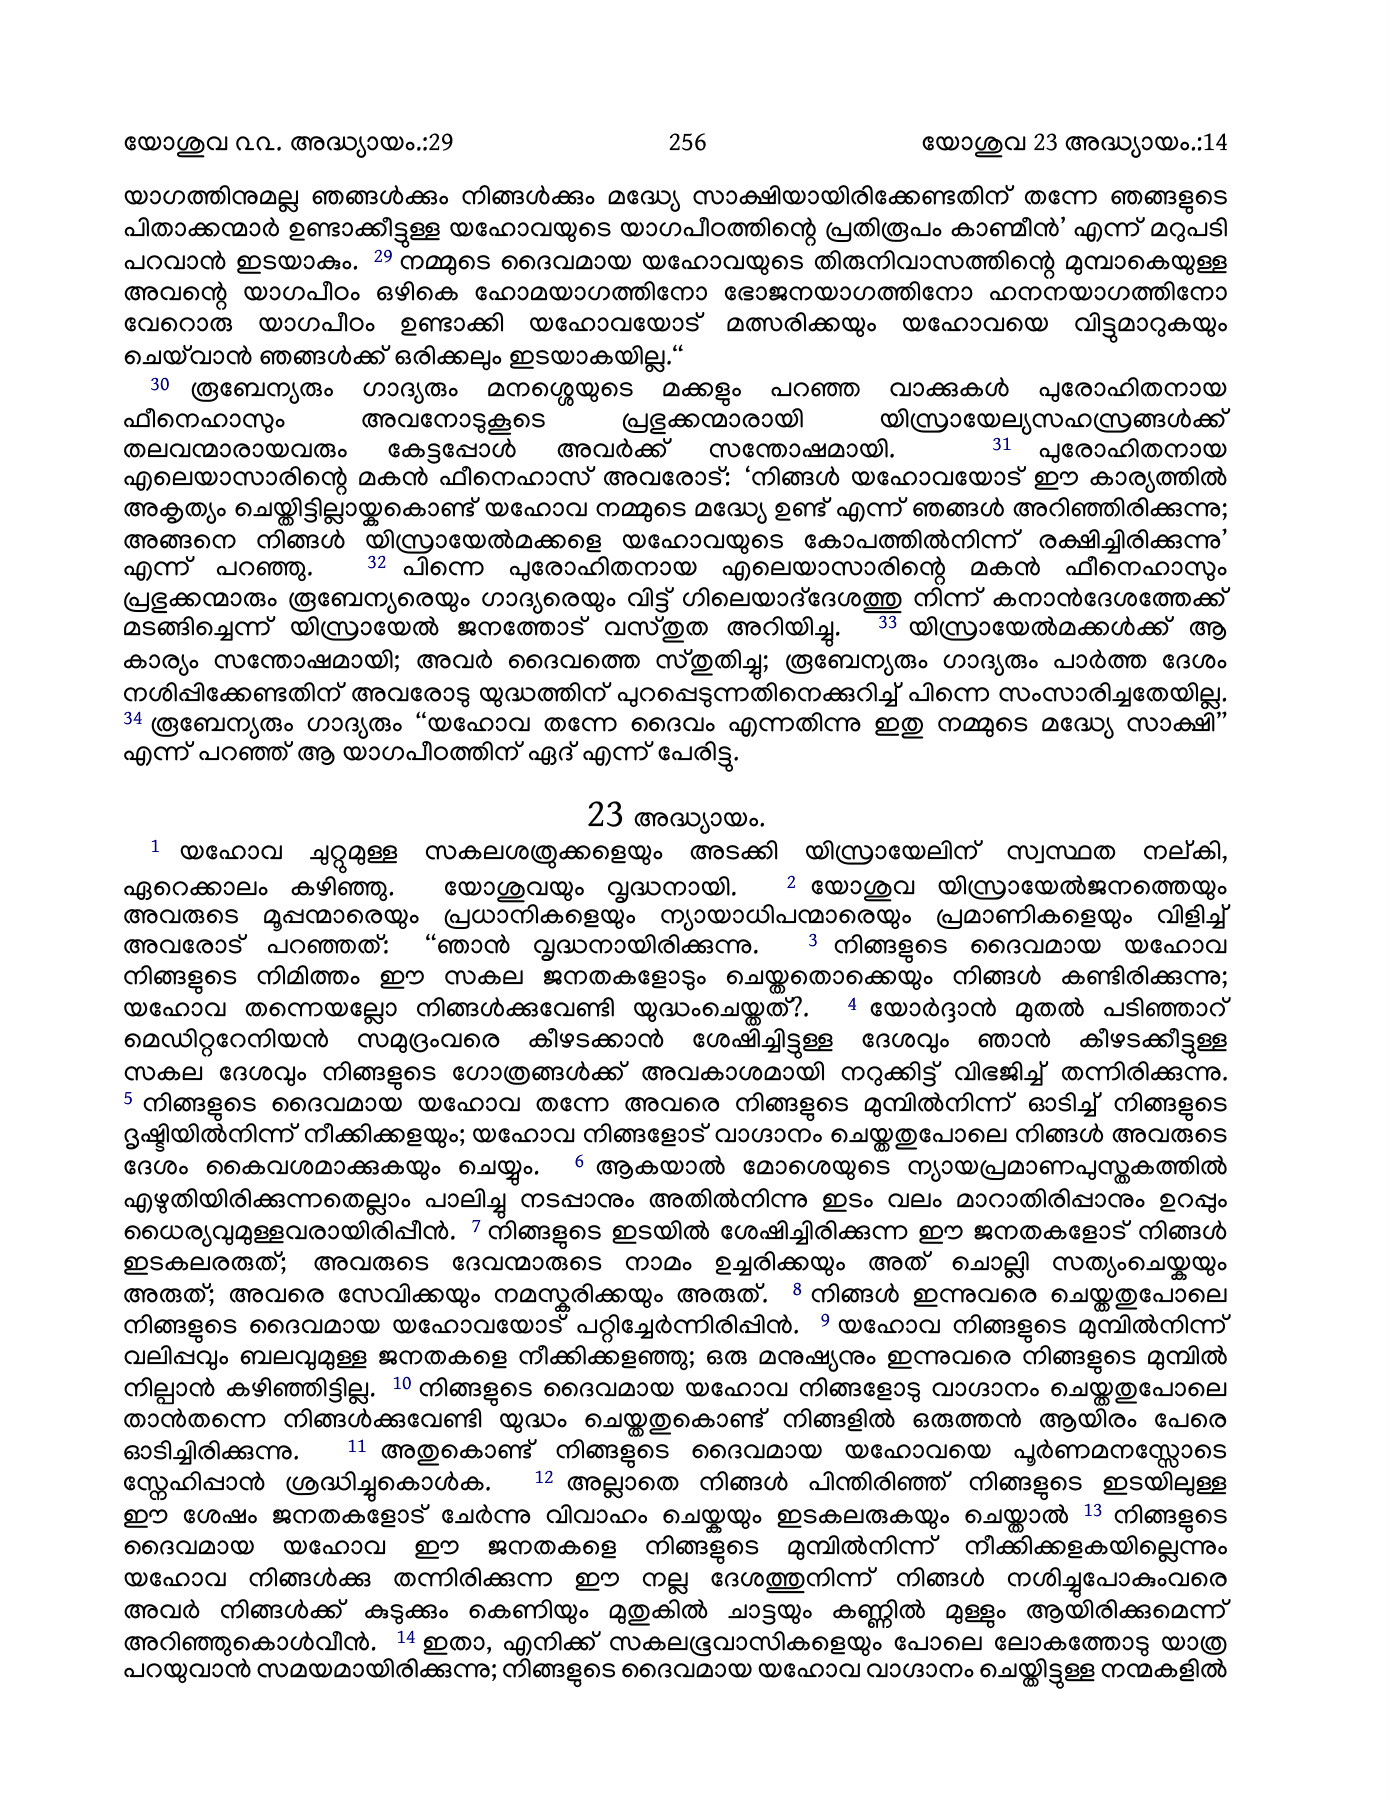 യോശുവ ൨൨. അദ്ധ്യായം.:29 256 യോശുവ 23 അദ്ധ്യായം.:14
യാഗത്തിനുമല്ല ഞങ്ങൾക്കും നിങ്ങൾക്കും മദ്ധ്യേ സാക്ഷിയായിരിക്കേണ്ടതിന് തന്നേ ഞങ്ങളുടെ
പിതാക്കന്മാർ ഉണ്ടാക്കീട്ടുള്ള യഹോവയുടെ യാഗപീഠത്തിന്റെ പ്രതിരൂപം കാണ്മീൻ’ എന്ന് മറുപടി
പറവാൻ ഇടയാകും. 29 നമ്മുടെ ദൈവമായ യഹോവയുടെ തിരുനിവാസത്തിന്റെ മുമ്പാകെയുള്ള
അവന്റെ യാഗപീഠം ഒഴികെ ഹോമയാഗത്തിനോ ഭോജനയാഗത്തിനോ ഹനനയാഗത്തിനോ
വേറൊരു യാഗപീഠം ഉണ്ടാക്കി യഹോവയോട് മത്സരിക്കയും യഹോവയെ വിട്ടുമാറുകയും
ചെയ്‌വാൻ ഞങ്ങൾക്ക് ഒരിക്കലും ഇടയാകയില്ല.“
30 രൂബേന്യരും ഗാദ്യരും മനശ്ശെയുടെ മക്കളും പറഞ്ഞ വാക്കുകൾ പുരോഹിതനായ
ഫീനെഹാസും അവനോടുകൂടെ പ്രഭുക്കന്മാരായി യിസ്രായേല്യസഹസ്രങ്ങൾക്ക്
തലവന്മാരായവരും കേട്ടപ്പോൾ അവർക്ക് സന്തോഷമായി. 31 പുരോഹിതനായ
എലെയാസാരിന്റെ മകൻ ഫീനെഹാസ് അവരോട്: ‘നിങ്ങൾ യഹോവയോട് ഈ കാര്യത്തിൽ
അകൃത്യം ചെയ്തിട്ടില്ലായ്കകൊണ്ട് യഹോവ നമ്മുടെ മദ്ധ്യേ ഉണ്ട് എന്ന് ഞങ്ങൾ അറിഞ്ഞിരിക്കുന്നു;
അങ്ങനെ നിങ്ങൾ യിസ്രായേൽമക്കളെ യഹോവയുടെ കോപത്തിൽനിന്ന് രക്ഷിച്ചിരിക്കുന്നു’
എന്ന് പറഞ്ഞു. 32 പിന്നെ പുരോഹിതനായ എലെയാസാരിന്റെ മകൻ ഫീനെഹാസും
പ്രഭുക്കന്മാരും രൂബേന്യരെയും ഗാദ്യരെയും വിട്ട് ഗിലെയാദ്‌ദേശത്തു നിന്ന് കനാൻദേശത്തേക്ക്
മടങ്ങിച്ചെന്ന് യിസ്രായേൽ ജനത്തോട് വസ്തുത അറിയിച്ചു. 33 യിസ്രായേൽമക്കൾക്ക് ആ
കാര്യം സന്തോഷമായി; അവർ ദൈവത്തെ സ്തുതിച്ചു; രൂബേന്യരും ഗാദ്യരും പാർത്ത ദേശം
നശിപ്പിക്കേണ്ടതിന് അവരോടു യുദ്ധത്തിന് പുറപ്പെടുന്നതിനെക്കുറിച്ച് പിന്നെ സംസാരിച്ചതേയില്ല.
34 രൂബേന്യരും ഗാദ്യരും “യഹോവ തന്നേ ദൈവം എന്നതിന്നു ഇതു നമ്മുടെ മദ്ധ്യേ സാക്ഷി”
എന്ന് പറഞ്ഞ് ആ യാഗപീഠത്തിന് ഏദ് എന്ന് പേരിട്ടു.
23 അദ്ധ്യായം.
1 യഹോവ ചുറ്റുമുള്ള സകലശത്രുക്കളെയും അടക്കി യിസ്രായേലിന് സ്വസ്ഥത നല്കി,
ഏറെക്കാലം കഴിഞ്ഞു. യോശുവയും വൃദ്ധനായി. 2 യോശുവ യിസ്രായേൽജനത്തെയും
അവരുടെ മൂപ്പന്മാരെയും പ്രധാനികളെയും ന്യായാധിപന്മാരെയും പ്രമാണികളെയും വിളിച്ച്
അവരോട് പറഞ്ഞത്: “ഞാൻ വൃദ്ധനായിരിക്കുന്നു. 3 നിങ്ങളുടെ ദൈവമായ യഹോവ
നിങ്ങളുടെ നിമിത്തം ഈ സകല ജനതകളോടും ചെയ്തതൊക്കെയും നിങ്ങൾ കണ്ടിരിക്കുന്നു;
യഹോവ തന്നെയല്ലോ നിങ്ങൾക്കുവേണ്ടി യുദ്ധംചെയ്തത്?. 4 യോർദ്ദാൻ മുതൽ പടിഞ്ഞാറ്
മെഡിറ്ററേനിയൻ സമുദ്രംവരെ കീഴടക്കാൻ ശേഷിച്ചിട്ടുള്ള ദേശവും ഞാൻ കീഴടക്കീട്ടുള്ള
സകല ദേശവും നിങ്ങളുടെ ഗോത്രങ്ങൾക്ക് അവകാശമായി നറുക്കിട്ട് വിഭജിച്ച് തന്നിരിക്കുന്നു.
5 നിങ്ങളുടെ ദൈവമായ യഹോവ തന്നേ അവരെ നിങ്ങളുടെ മുമ്പിൽനിന്ന് ഓടിച്ച് നിങ്ങളുടെ
ദൃഷ്ടിയിൽനിന്ന് നീക്കിക്കളയും; യഹോവ നിങ്ങളോട് വാഗ്ദാനം ചെയ്തതുപോലെ നിങ്ങൾ അവരുടെ
ദേശം കൈവശമാക്കുകയും ചെയ്യും. 6 ആകയാൽ മോശെയുടെ ന്യായപ്രമാണപുസ്തകത്തിൽ
എഴുതിയിരിക്കുന്നതെല്ലാം പാലിച്ചു നടപ്പാനും അതിൽനിന്നു ഇടം വലം മാറാതിരിപ്പാനും ഉറപ്പും
ധൈര്യവുമുള്ളവരായിരിപ്പീൻ. 7 നിങ്ങളുടെ ഇടയിൽ ശേഷിച്ചിരിക്കുന്ന ഈ ജനതകളോട് നിങ്ങൾ
ഇടകലരരുത്; അവരുടെ ദേവന്മാരുടെ നാമം ഉച്ചരിക്കയും അത് ചൊല്ലി സത്യംചെയ്കയും
അരുത്; അവരെ സേവിക്കയും നമസ്കരിക്കയും അരുത്. 8 നിങ്ങൾ ഇന്നുവരെ ചെയ്തതുപോലെ
നിങ്ങളുടെ ദൈവമായ യഹോവയോട് പറ്റിച്ചേർന്നിരിപ്പിൻ. 9 യഹോവ നിങ്ങളുടെ മുമ്പിൽനിന്ന്
വലിപ്പവും ബലവുമുള്ള ജനതകളെ നീക്കിക്കളഞ്ഞു; ഒരു മനുഷ്യനും ഇന്നുവരെ നിങ്ങളുടെ മുമ്പിൽ
നില്പാൻ കഴിഞ്ഞിട്ടില്ല. 10 നിങ്ങളുടെ ദൈവമായ യഹോവ നിങ്ങളോടു വാഗ്ദാനം ചെയ്തതുപോലെ
താൻതന്നെ നിങ്ങൾക്കുവേണ്ടി യുദ്ധം ചെയ്തതുകൊണ്ട് നിങ്ങളിൽ ഒരുത്തൻ ആയിരം പേരെ
ഓടിച്ചിരിക്കുന്നു. 11 അതുകൊണ്ട് നിങ്ങളുടെ ദൈവമായ യഹോവയെ പൂർണമനസ്സോടെ
സ്നേഹിപ്പാൻ ശ്രദ്ധിച്ചുകൊൾക. 12 അല്ലാതെ നിങ്ങൾ പിന്തിരിഞ്ഞ് നിങ്ങളുടെ ഇടയിലുള്ള
ഈ ശേഷം ജനതകളോട് ചേർന്നു വിവാഹം ചെയ്കയും ഇടകലരുകയും ചെയ്താൽ 13 നിങ്ങളുടെ
ദൈവമായ യഹോവ ഈ ജനതകളെ നിങ്ങളുടെ മുമ്പിൽനിന്ന് നീക്കിക്കളകയില്ലെന്നും
യഹോവ നിങ്ങൾക്കു തന്നിരിക്കുന്ന ഈ നല്ല ദേശത്തുനിന്ന് നിങ്ങൾ നശിച്ചുപോകുംവരെ
അവർ നിങ്ങൾക്ക് കുടുക്കും കെണിയും മുതുകിൽ ചാട്ടയും കണ്ണിൽ മുള്ളും ആയിരിക്കുമെന്ന്
അറിഞ്ഞുകൊൾവീൻ. 14 ഇതാ, എനിക്ക് സകലഭൂവാസികളെയും പോലെ ലോകത്തോടു യാത്ര
പറയുവാൻ സമയമായിരിക്കുന്നു; നിങ്ങളുടെ ദൈവമായ യഹോവ വാഗ്ദാനം ചെയ്തിട്ടുള്ള നന്മകളിൽ